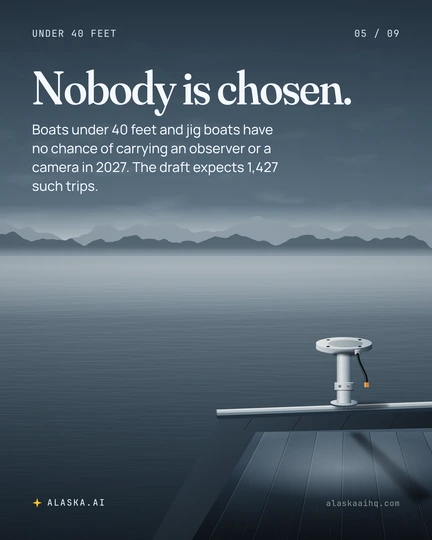 UNDER 40 FEET
05 / 09
Nobody is chosen.
Boats under 40 feet and jig boats have
no chance of carrying an observer or a
camera in 2027. The draft expects 1,427
such trips.
ALASKA.AI
alaskaaihq.com